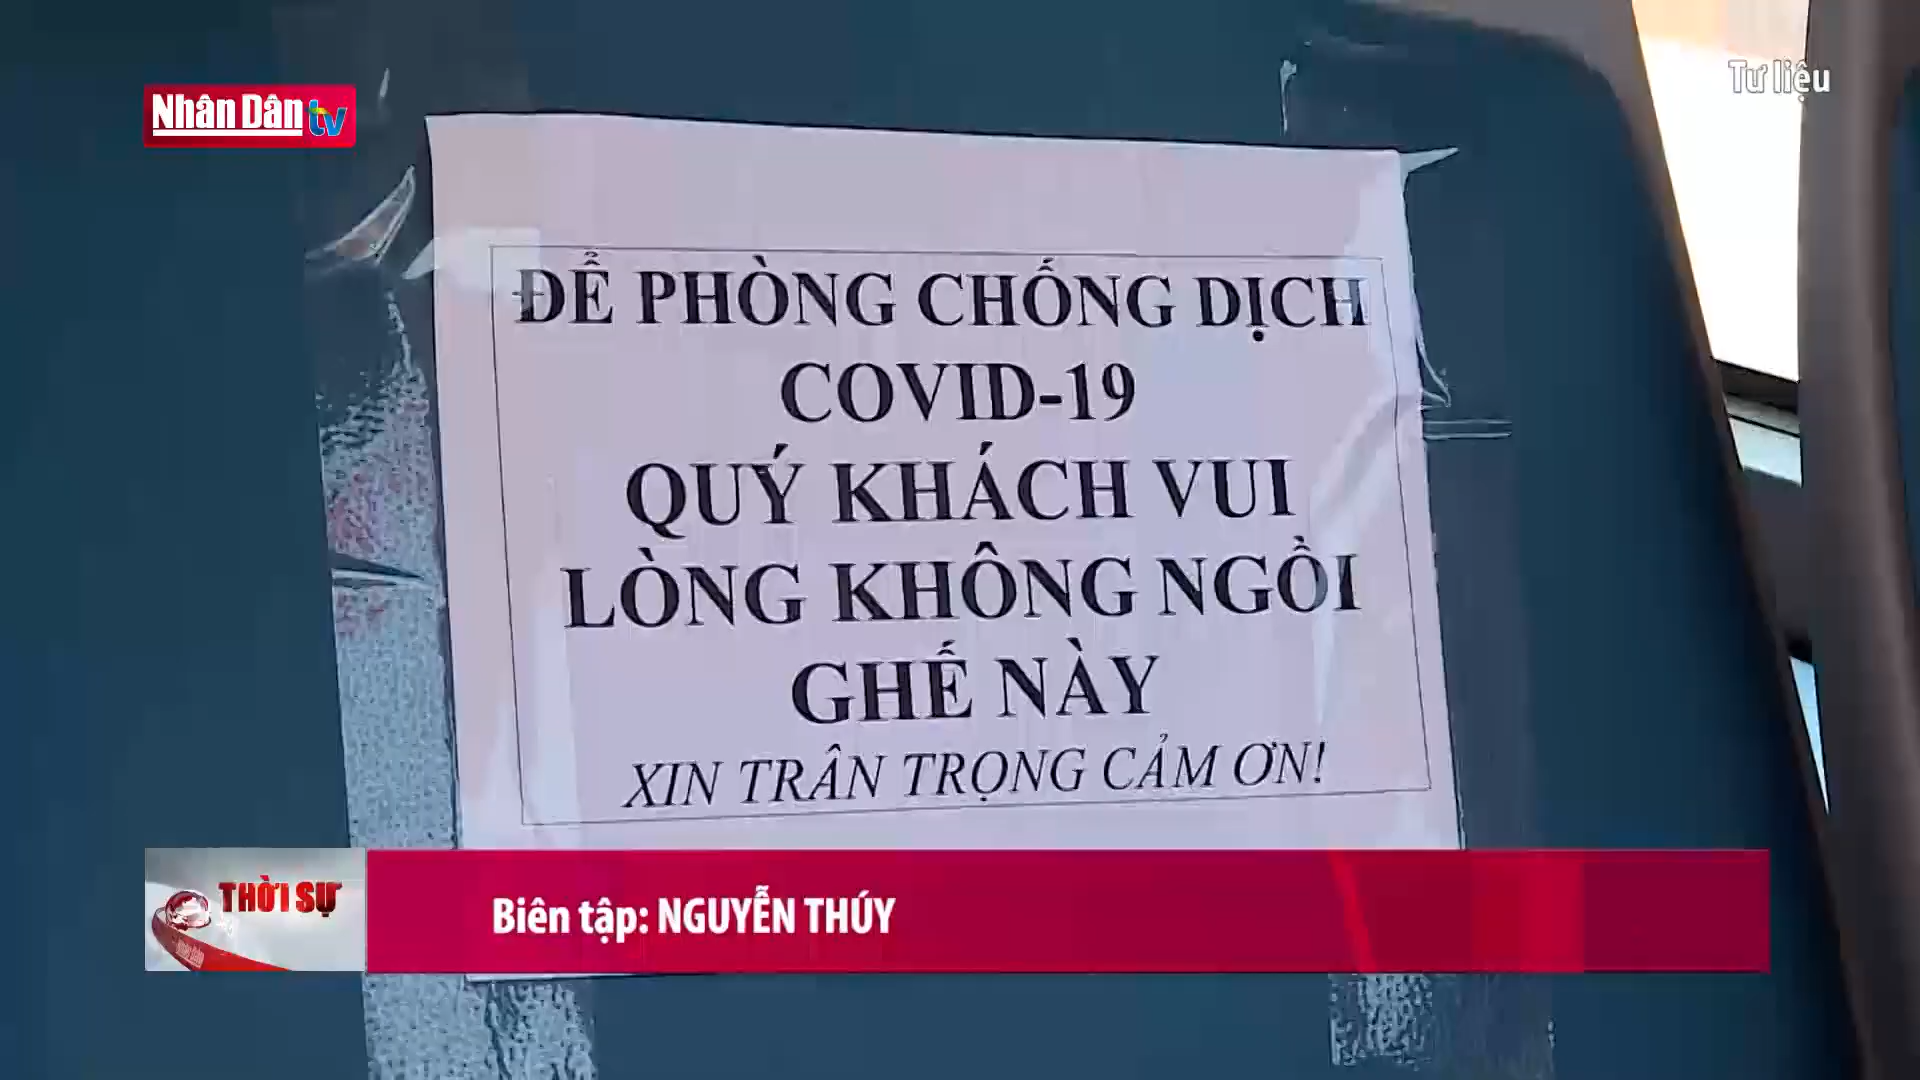 Nhân Dân tv
Tư liệu
ĐỂ PHÒNG CHỐNG DỊCH
COVID-19
QUÝ KHÁCH VUI
LÒNG KHÔNG NGỒI
GHẾ NÀY
XIN TRÂN TRỌNG CẢM ƠN!
THỜI SỰ
Biên tập: NGUYỄN THÚY